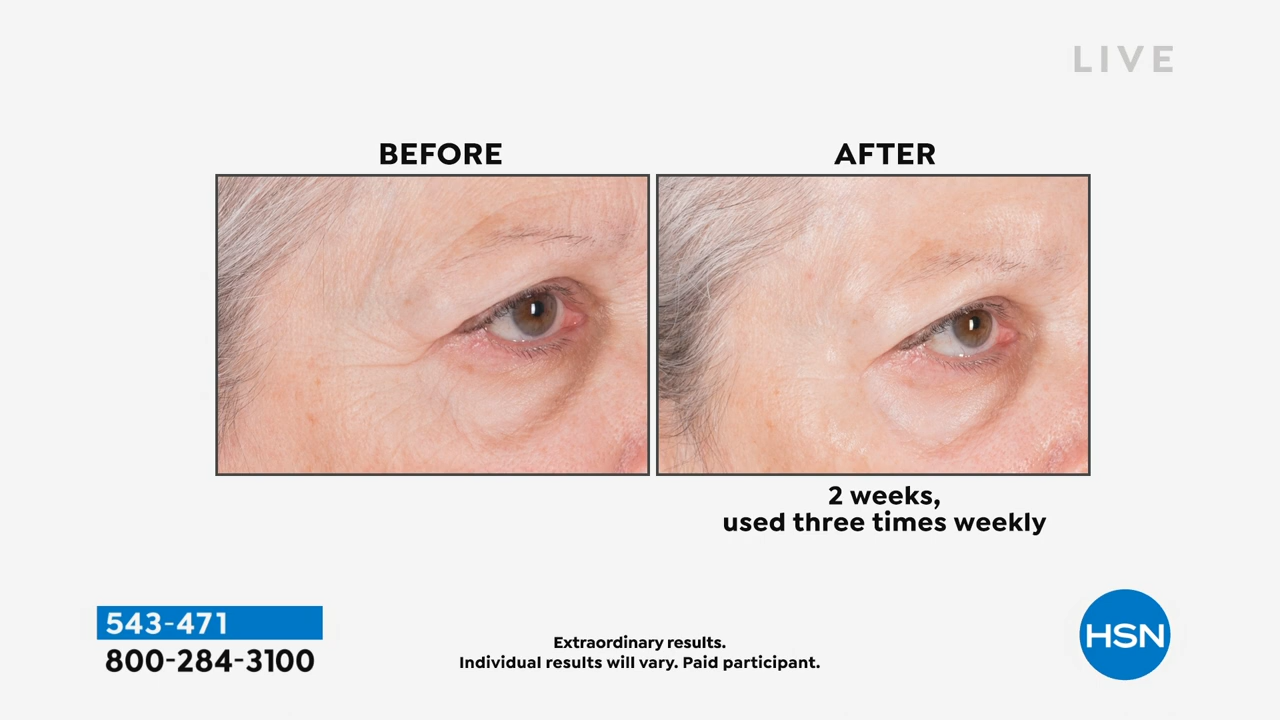 LIVE
BEFORE
AFTER
2 weeks,
used three times weekly
543-471
800-284-3100
Extraordinary results.
Individual results will vary. Paid participant.
HSN